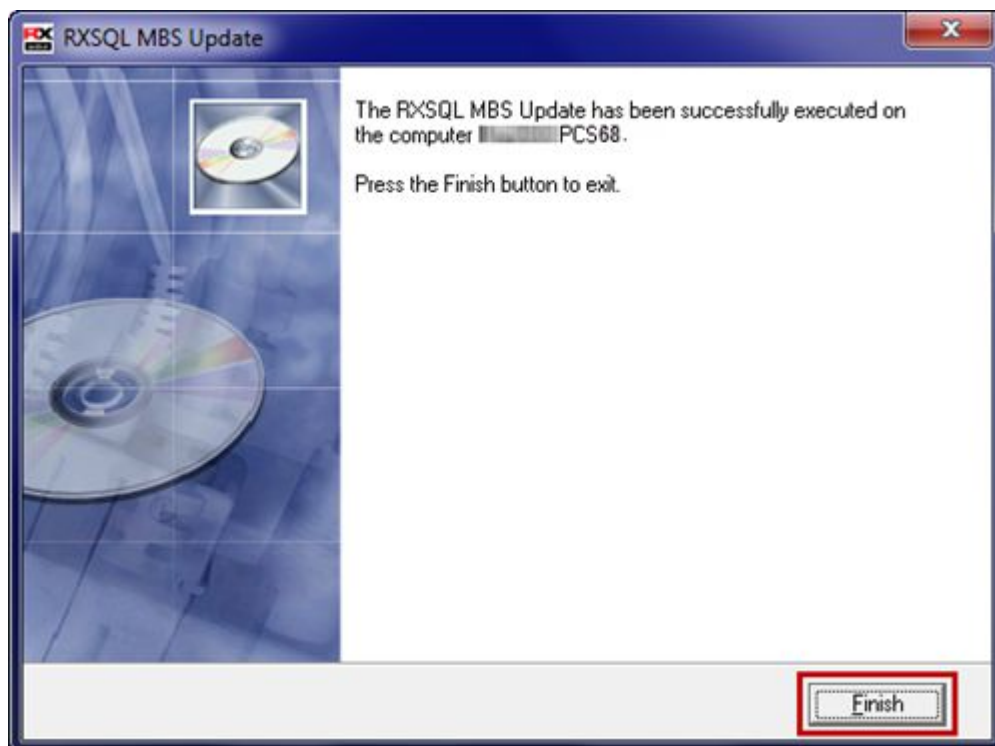 RXSQL MBS Update
The RXSQL MBS Update has been successfully executed on
the computer PCS68.
Press the Finish button to exit.
Finish